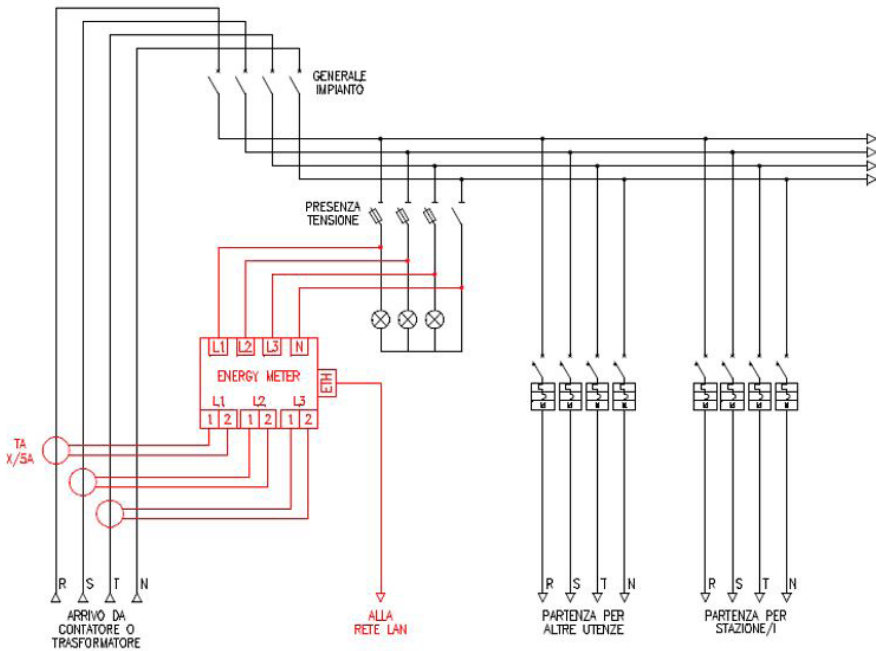 GENERALE
IMPIANTO
PRESENZA
TENSIONE
L1 L2 L3 N
ENERGY METER
ETH
L1 L2 L3
1 2 1 2 1 2
TA
X/5A
R S T N
ARRIVO DA
CONTATORE O
TRASFORMATORE
ALLA
RETE LAN
R S T N
PARTENZA PER
ALTRE UTENZE
R S T N
PARTENZA PER
STAZIONE/I